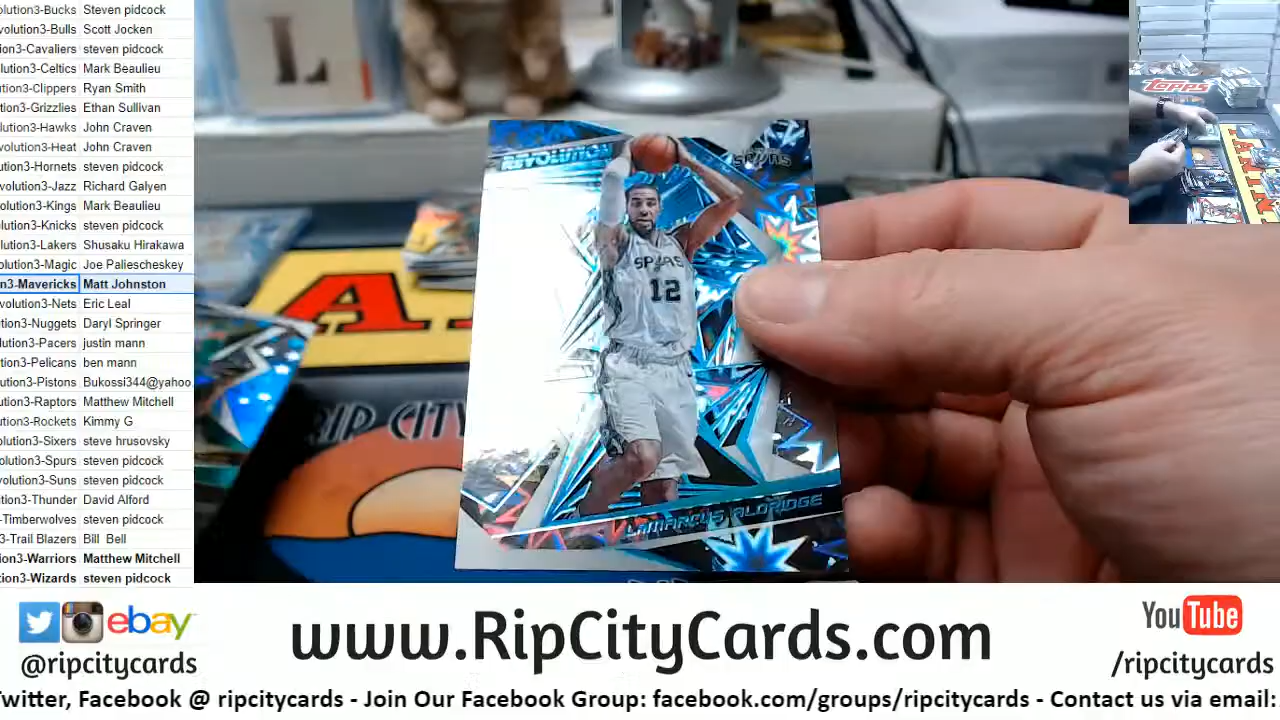 olution3-Bucks Steven pidcock
volution3-Bulls Scott Jocken
ion3-Cavaliers steven pidcock
lution3-Celtics Mark Beaulieu
ution3-Clippers Ryan Smith
tion3-Grizzlies Ethan Sullivan
olution3-Hawks John Craven
volution3-Heat John Craven
ution3-Hornets steven pidcock
evolution3-Jazz Richard Galyen
volution3-Kings Mark Beaulieu
ution3-Knicks steven pidcock
olution3-Lakers Shusaku Hirakawa
olution3-Magic Joe Paliescheskey
n3-Mavericks Matt Johnston
volution3-Nets Eric Leal
ution3-Nuggets Daryl Springer
lution3-Pacers justin mann
tion3-Pelicans ben mann
ution3-Pistons Bukossi344@yahoo.
ution3-Raptors Matthew Mitchell
ution3-Rockets Kimmy G
olution3-Sixers steve hrusovsky
olution3-Spurs steven pidcock
evolution3-Suns steven pidcock
tion3-Thunder David Alford
-Timberwolves steven pidcock
3-Trail Blazers Bill Bell
ion3-Warriors Matthew Mitchell
tion3-Wizards steven pidcock
L
TOPPS
REVOLUTION
SPURS
SPURS
12
LAMARCUS ALDRIDGE
RIP CITY
ebay
@ripcitycards
www.RipCityCards.com
YouTube
/ripcitycards
Twitter, Facebook @ ripcitycards - Join Our Facebook Group: facebook.com/groups/ripcitycards - Contact us via email: